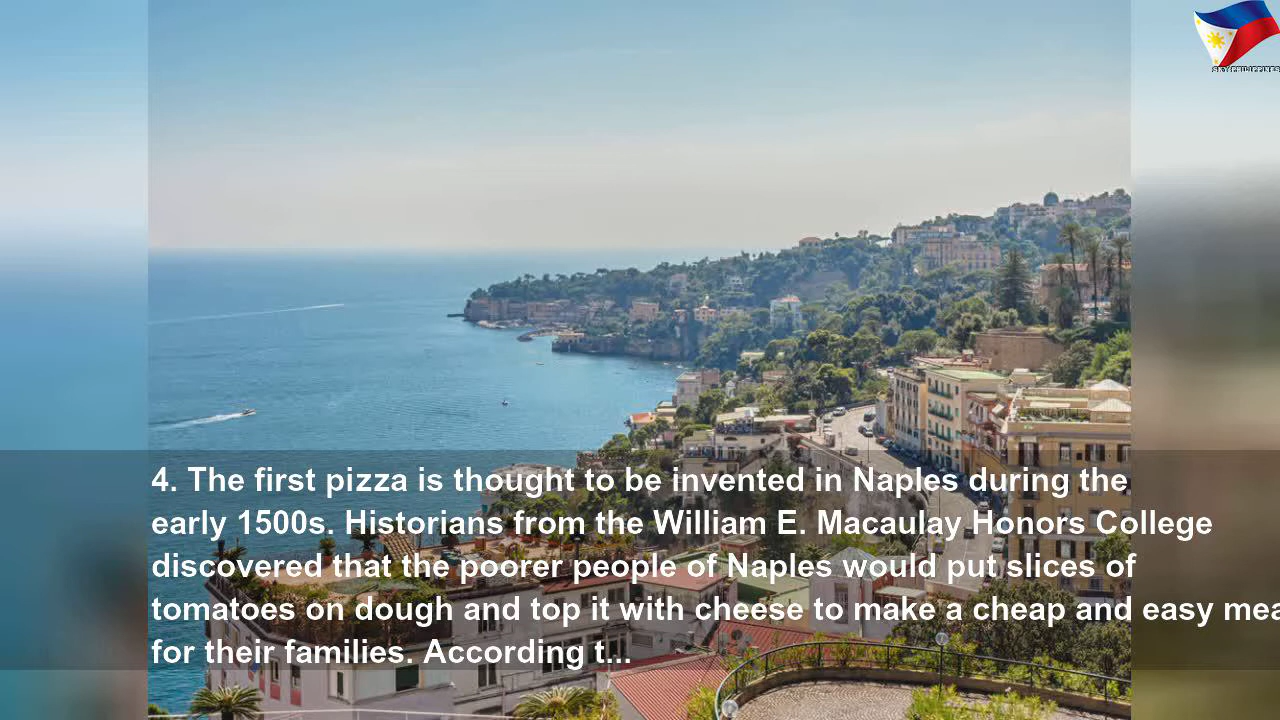 SKYPHILIPPINES
4. The first pizza is thought to be invented in Naples during the
early 1500s. Historians from the William E. Macaulay Honors College
discovered that the poorer people of Naples would put slices of
tomatoes on dough and top it with cheese to make a cheap and easy mea
for their families. According t...